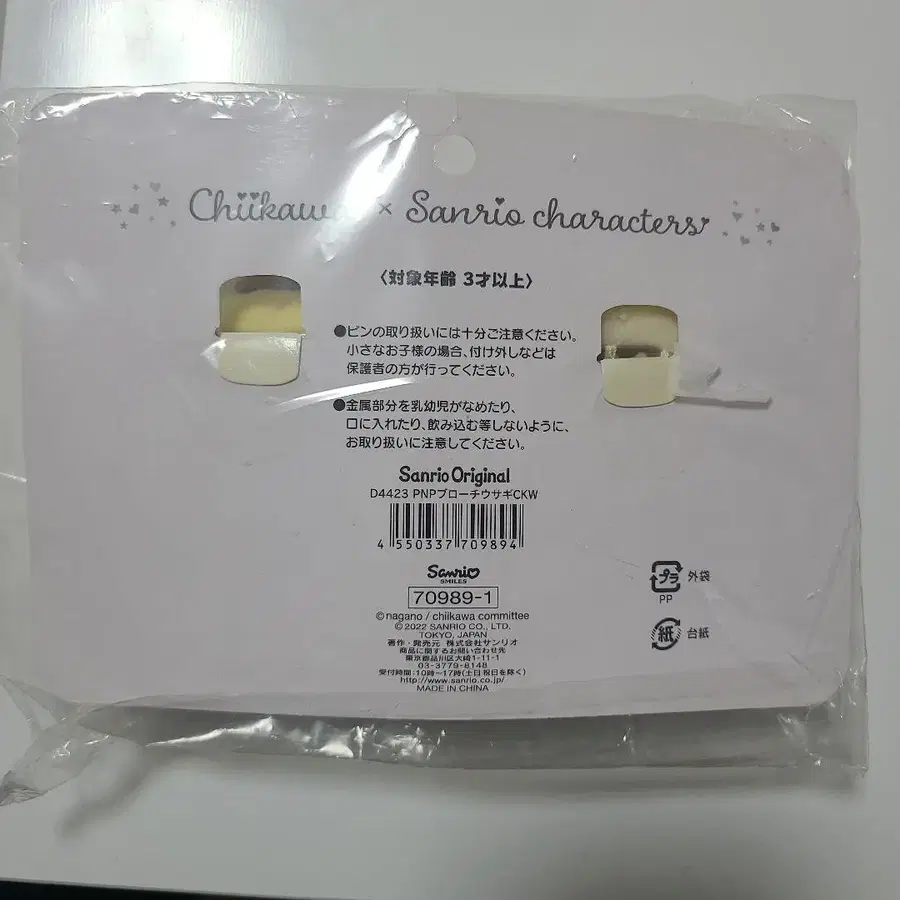 Chiikawa × Sanrio characters
〈対象年齢 3才以上〉
●ピンの取り扱いには十分ご注意ください。
小さなお子様の場合、付け外しなどは
保護者の方が行ってください。
●金属部分を乳幼児がなめたり、
口に入れたり、飲み込む等しないように、
お取り扱いに注意してください。
Sanrio Original
D4423 PNPブローチウサギCKW
4 550337 709894
Sanrio
SMILES
70989-1
©nagano / chiikawa committee
©2022 SANRIO CO., LTD.
TOKYO, JAPAN
著作・発売元 株式会社サンリオ
商品に関するお問い合わせ先
東京都品川区大崎1-11-1
03-3779-8148
受付時間:10時〜17時(土日祝日を除く)
http://www.sanrio.co.jp/
MADE IN CHINA
プラ 外袋
PP
紙 台紙